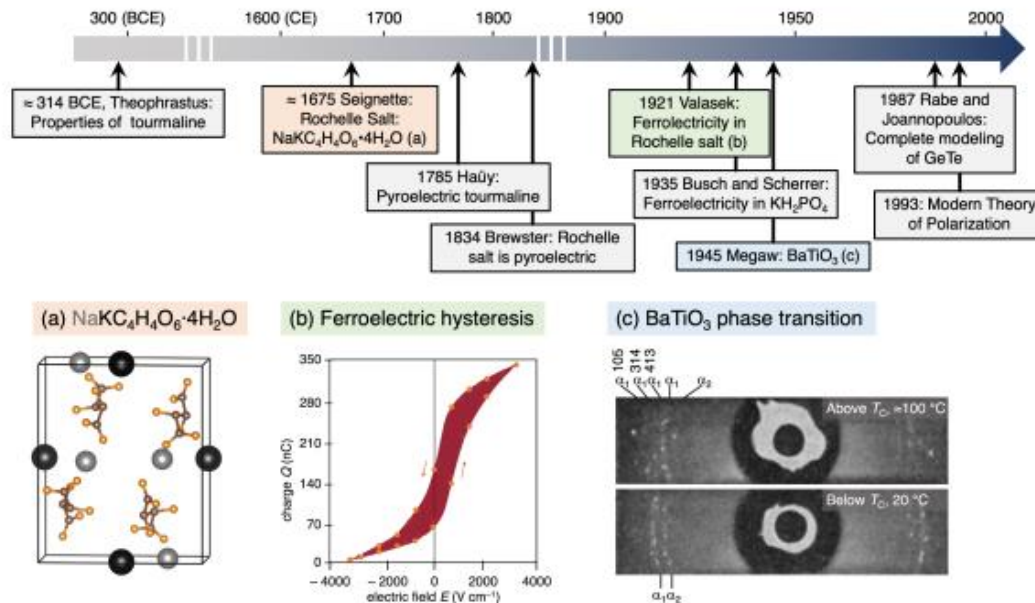 300 (BCE) 1600 (CE) 1700 1800 1900 1950 2000
≈ 314 BCE, Theophrastus:
Properties of tourmaline
≈ 1675 Seignette:
Rochelle Salt:
NaKC₄H₄O₆•4H₂O (a)
1785 Haüy:
Pyroelectric tourmaline
1834 Brewster: Rochelle
salt is pyroelectric
1921 Valasek:
Ferrolectricity in
Rochelle salt (b)
1935 Busch and Scherrer:
Ferroelectricity in KH₂PO₄
1945 Megaw: BaTiO₃ (c)
1987 Rabe and
Joannopoulos:
Complete modeling
of GeTe
1993: Modern Theory
of Polarization
(a) NaKC₄H₄O₆·4H₂O
(b) Ferroelectric hysteresis
350
280
210
140
70
0
charge Q (nC)
−4000 −2000 0 2000 4000
electric field E (V cm⁻¹)
(c) BaTiO₃ phase transition
105 314 413
α₁ α₁ α₁ α₁ α₂
Above T_C, ≈100 °C
Below T_C, 20 °C
α₁ α₂